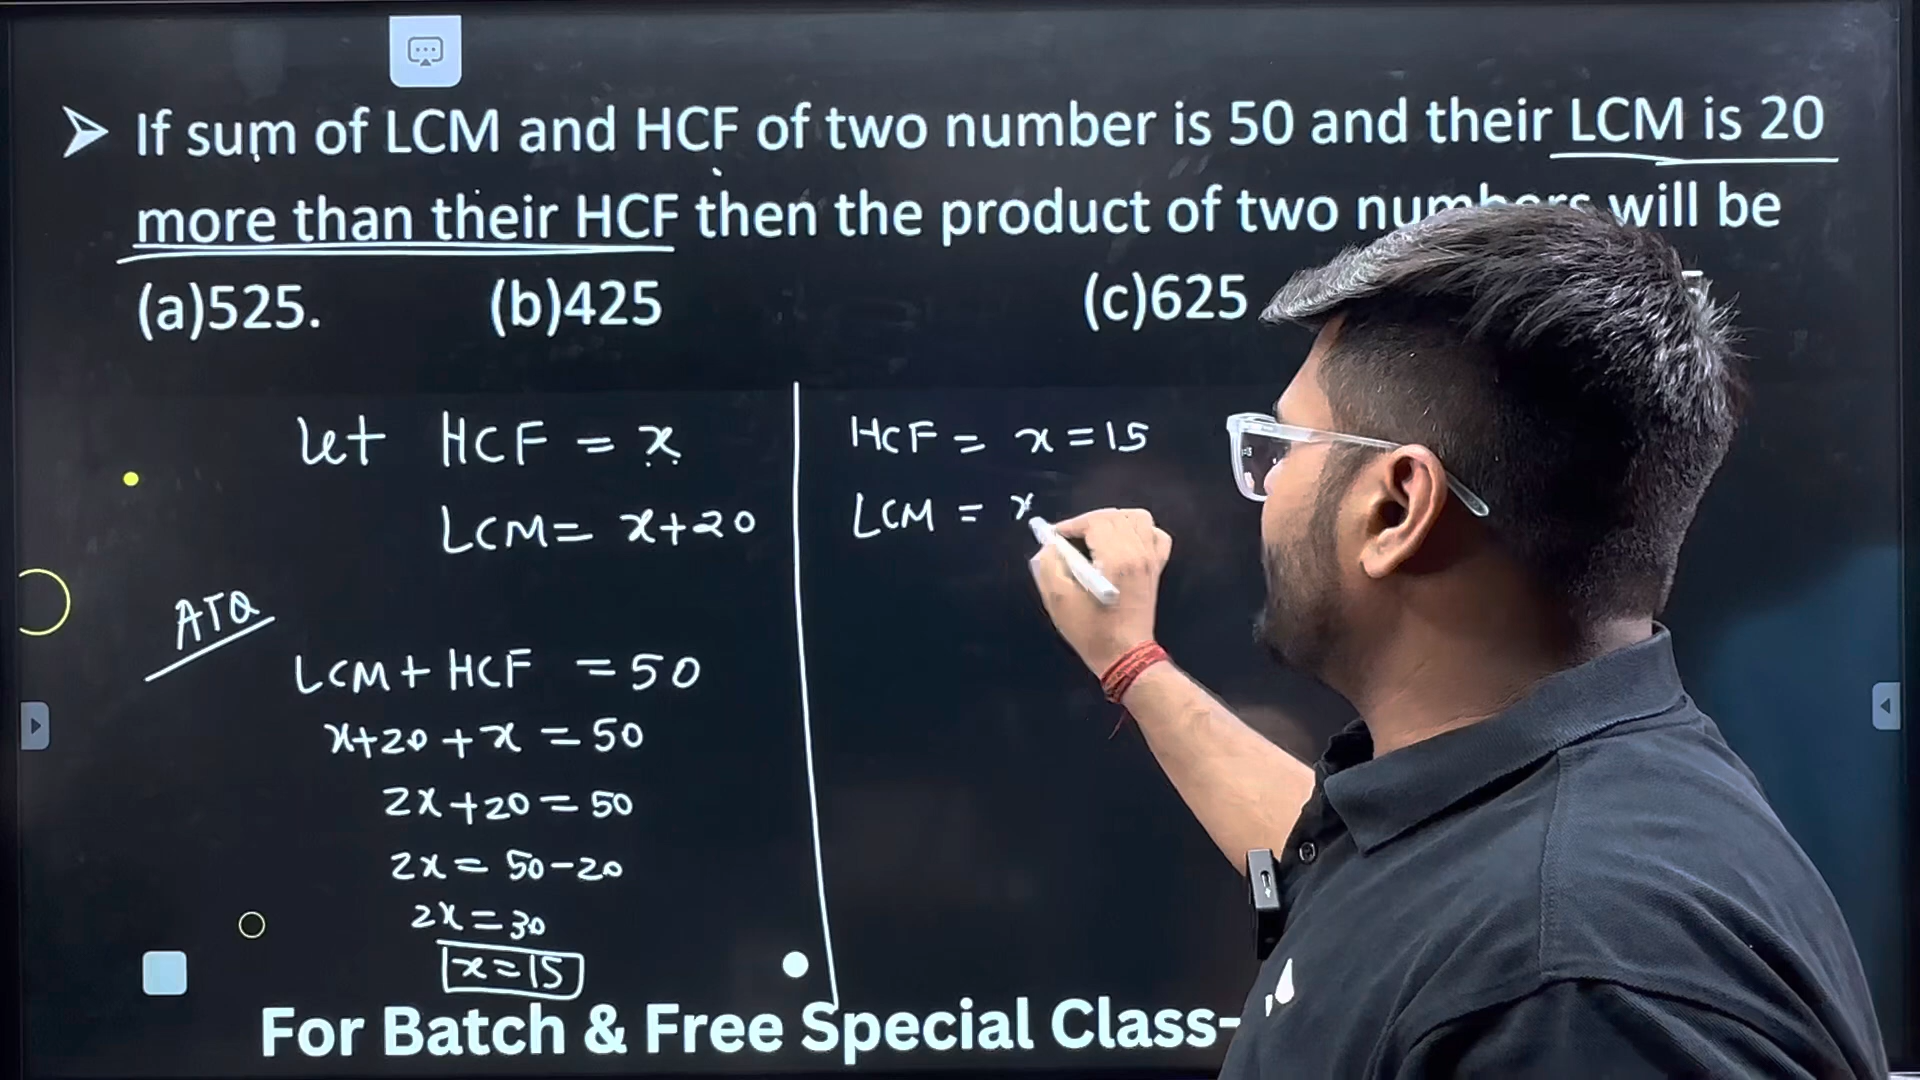 If sum of LCM and HCF of two number is 50 and their LCM is 20
more than their HCF then the product of two numbers will be
(a)525. (b)425 (c)625
Let HCF = x
LCM = x+20
ATQ
LCM + HCF = 50
x+20 + x = 50
2x+20 = 50
2x = 50-20
2x = 30
x = 15
HCF = x = 15
LCM = x
For Batch & Free Special Class-